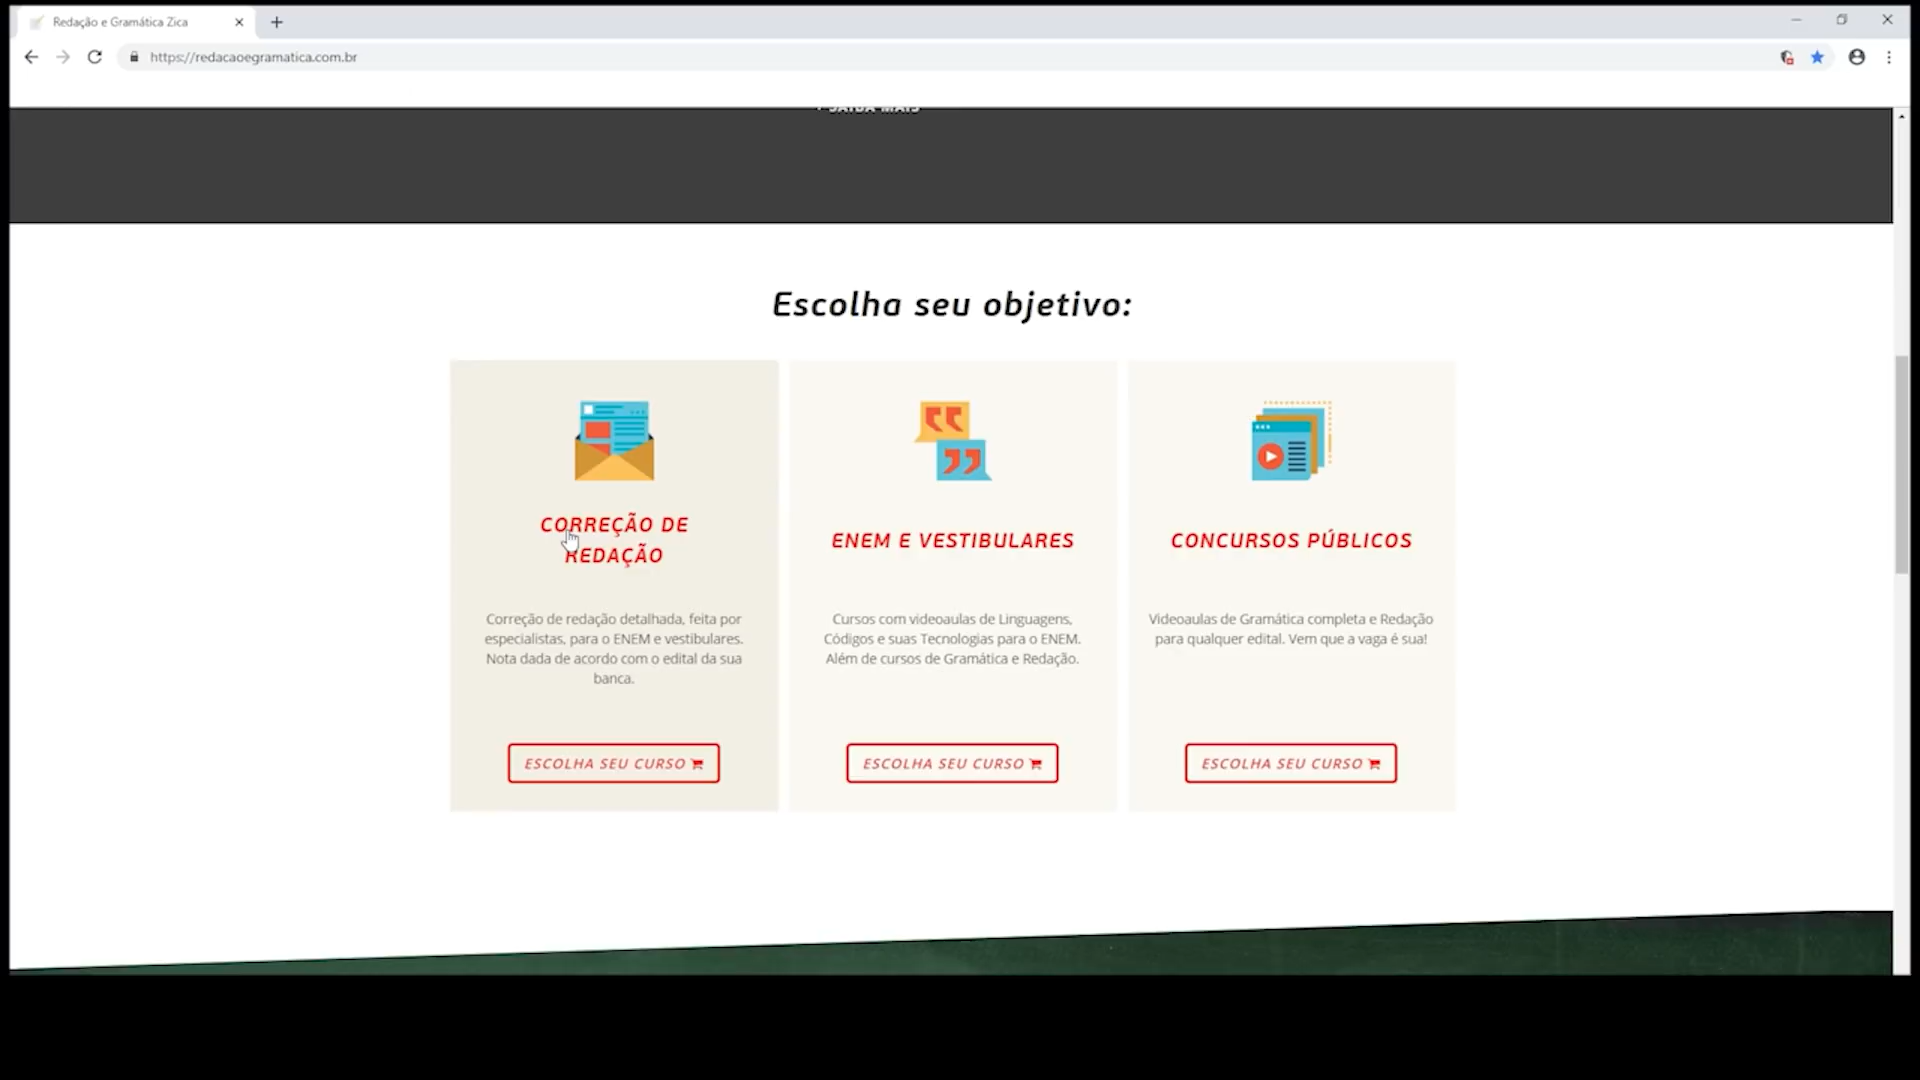 Redação e Gramática Zica
https://redacaoegramatica.com.br
+ SAIBA MAIS
Escolha seu objetivo:
CORREÇÃO DE
REDAÇÃO
Correção de redação detalhada, feita por
especialistas, para o ENEM e vestibulares.
Nota dada de acordo com o edital da sua
banca.
ESCOLHA SEU CURSO
ENEM E VESTIBULARES
Cursos com videoaulas de Linguagens,
Códigos e suas Tecnologias para o ENEM.
Além de cursos de Gramática e Redação.
ESCOLHA SEU CURSO
CONCURSOS PÚBLICOS
Videoaulas de Gramática completa e Redação
para qualquer edital. Vem que a vaga é sua!
ESCOLHA SEU CURSO